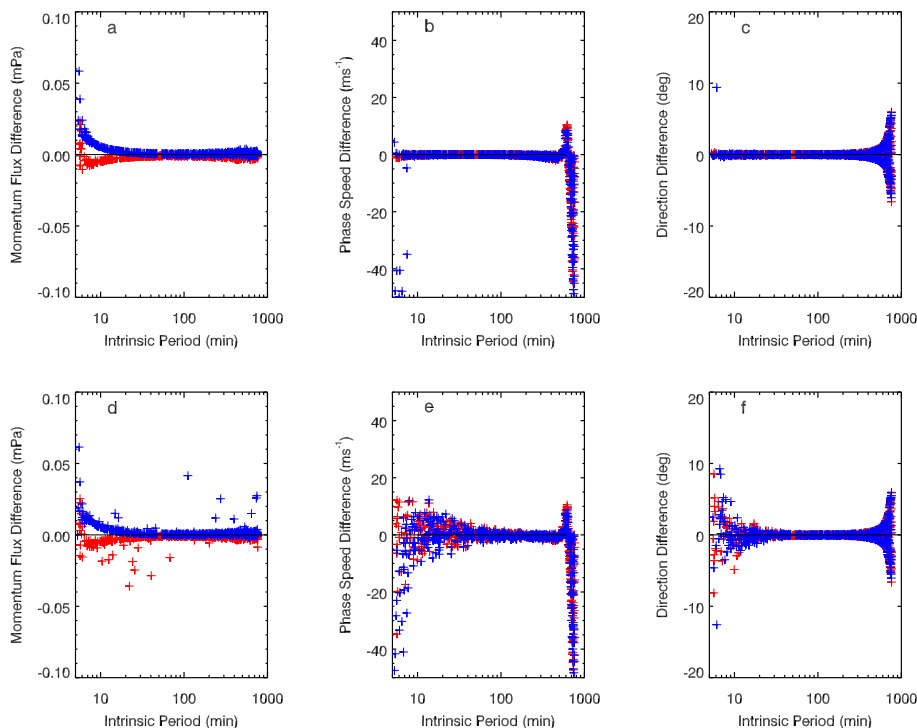 a
0.10
0.05
0.00
-0.05
-0.10
Momentum Flux Difference (mPa)
10 100 1000
Intrinsic Period (min)
b
40
20
0
-20
-40
Phase Speed Difference (ms⁻¹)
10 100 1000
Intrinsic Period (min)
c
20
10
0
-10
-20
Direction Difference (deg)
10 100 1000
Intrinsic Period (min)
d
0.10
0.05
0.00
-0.05
-0.10
Momentum Flux Difference (mPa)
10 100 1000
Intrinsic Period (min)
e
40
20
0
-20
-40
Phase Speed Difference (ms⁻¹)
10 100 1000
Intrinsic Period (min)
f
20
10
0
-10
-20
Direction Difference (deg)
10 100 1000
Intrinsic Period (min)